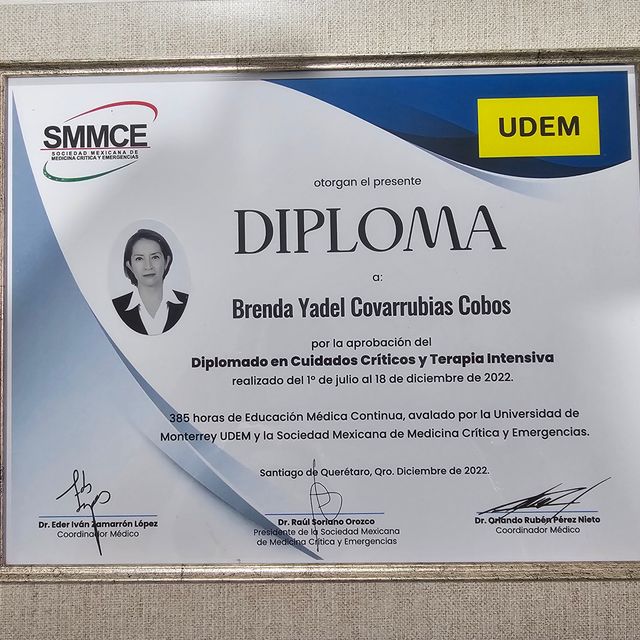 SMMCE
SOCIEDAD MEXICANA DE
MEDICINA CRITICA Y EMERGENCIAS
UDEM
otorgan el presente
DIPLOMA
a:
Brenda Yadel Covarrubias Cobos
por la aprobación del
Diplomado en Cuidados Críticos y Terapia Intensiva
realizado del 1° de julio al 18 de diciembre de 2022.
385 horas de Educación Médica Continua, avalado por la Universidad de
Monterrey UDEM y la Sociedad Mexicana de Medicina Crítica y Emergencias.
Santiago de Querétaro, Qro. Diciembre de 2022.
Dr. Eder Iván Zamarrón López
Coordinador Médico
Dr. Raúl Soriano Orozco
Presidente de la Sociedad Mexicana
de Medicina Crítica y Emergencias
Dr. Orlando Rubén Pérez Nieto
Coordinador Médico